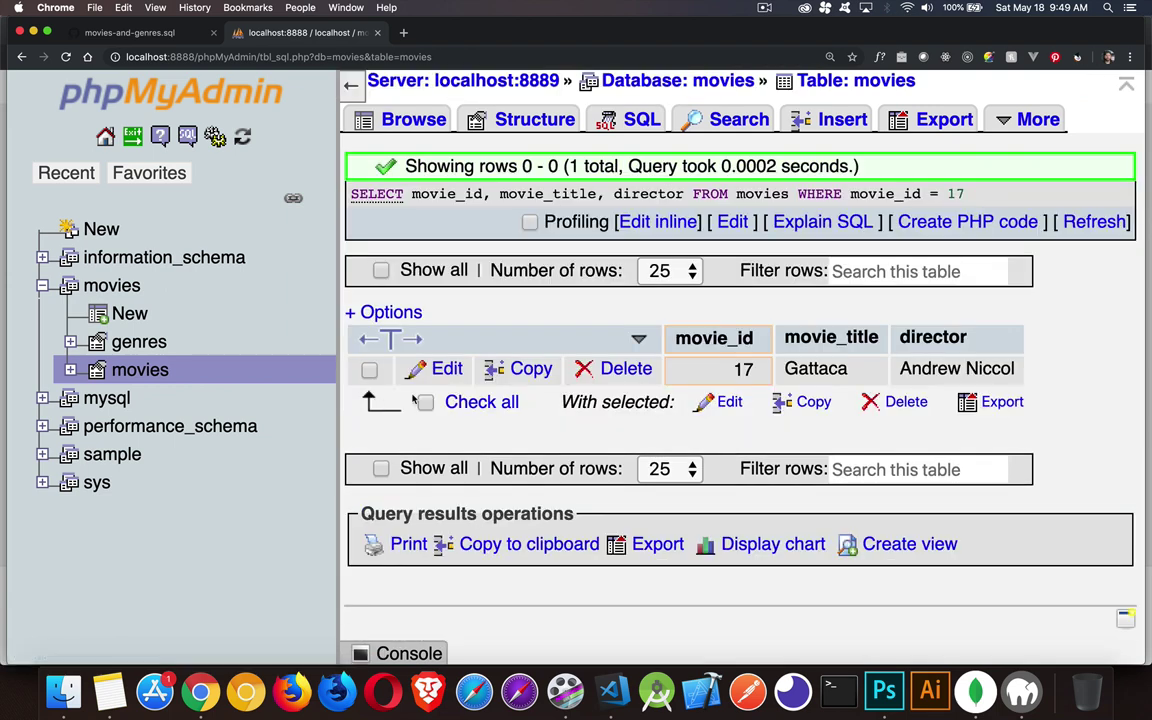 Chrome File Edit View History Bookmarks People Window Help 100% Sat May 18 9:49 AM
movies-and-genres.sql × localhost:8888 / localhost / mo × +
localhost:8888/phpMyAdmin/tbl_sql.php?db=movies&table=movies
phpMyAdmin
Recent Favorites
New
information_schema
movies
New
genres
movies
mysql
performance_schema
sample
sys
Server: localhost:8889 » Database: movies » Table: movies
Browse Structure SQL Search Insert Export More
Showing rows 0 - 0 (1 total, Query took 0.0002 seconds.)
SELECT movie_id, movie_title, director FROM movies WHERE movie_id = 17
Profiling [Edit inline] [ Edit ] [ Explain SQL ] [ Create PHP code ] [ Refresh]
Show all | Number of rows: 25 Filter rows: Search this table
+ Options
movie_id movie_title director
Edit Copy Delete 17 Gattaca Andrew Niccol
Check all With selected: Edit Copy Delete Export
Show all | Number of rows: 25 Filter rows: Search this table
Query results operations
Print Copy to clipboard Export Display chart Create view
Console